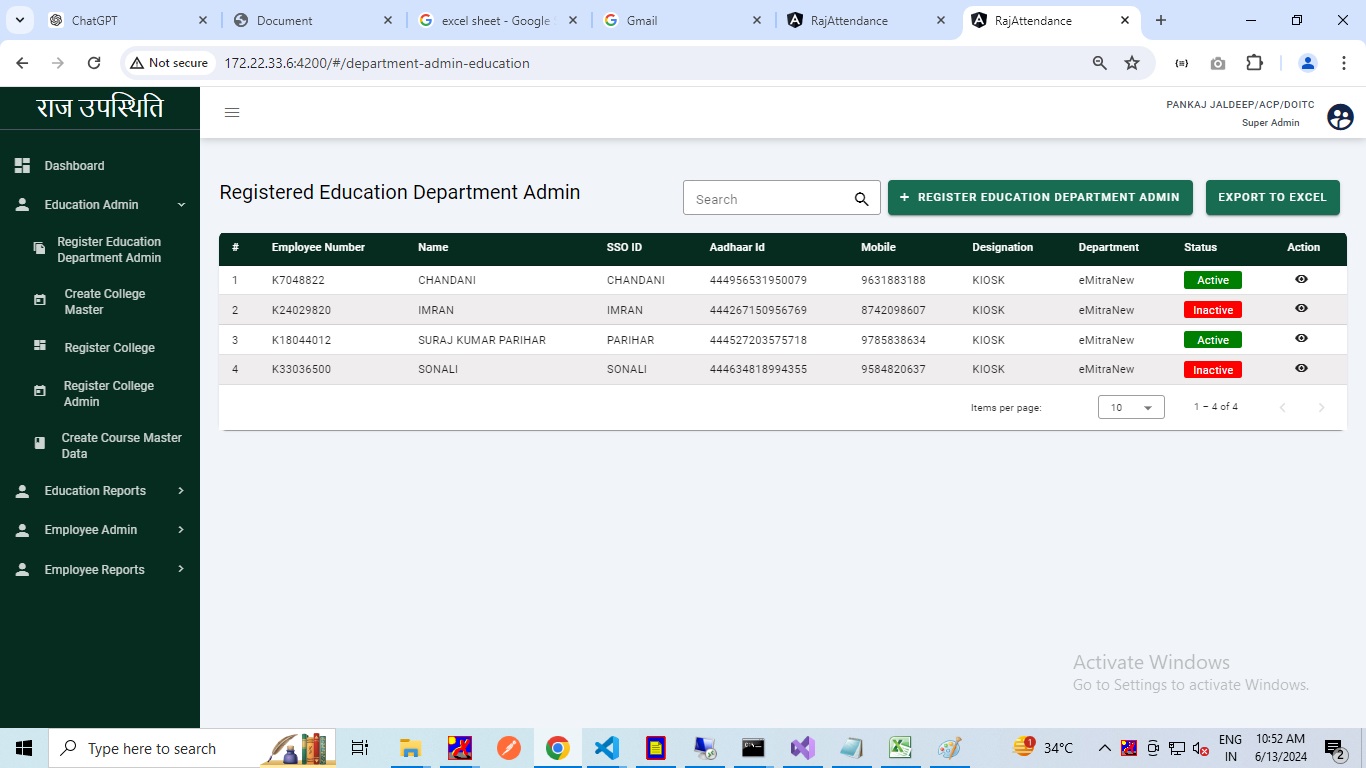 ChatGPT
Document
excel sheet - Google
Gmail
RajAttendance
RajAttendance
Not secure
172.22.33.6:4200/#/department-admin-education
राज उपस्थिति
PANKAJ JALDEEP/ACP/DOITC
Super Admin
Dashboard
Education Admin
Register Education
Department Admin
Create College
Master
Register College
Register College
Admin
Create Course Master
Data
Education Reports
Employee Admin
Employee Reports
Registered Education Department Admin
Search
+ REGISTER EDUCATION DEPARTMENT ADMIN
EXPORT TO EXCEL
# Employee Number Name SSO ID Aadhaar Id Mobile Designation Department Status Action
1 K7048822 CHANDANI CHANDANI 444956531950079 9631883188 KIOSK eMitraNew Active
2 K24029820 IMRAN IMRAN 444267150956769 8742098607 KIOSK eMitraNew Inactive
3 K18044012 SURAJ KUMAR PARIHAR PARIHAR 444527203575718 9785838634 KIOSK eMitraNew Active
4 K33036500 SONALI SONALI 444634818994355 9584820637 KIOSK eMitraNew Inactive
Items per page: 10 1 – 4 of 4
Activate Windows
Go to Settings to activate Windows.
Type here to search
1
34°C
ENG
IN
10:52 AM
6/13/2024
2